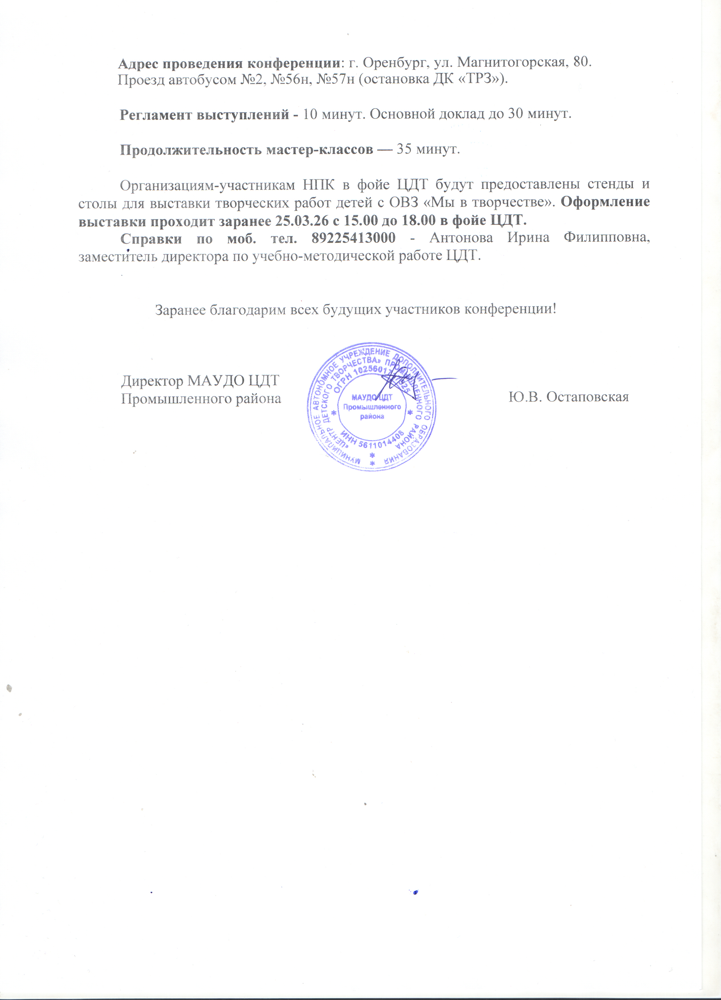 Адрес проведения конференции: г. Оренбург, ул. Магнитогорская, 80.
Проезд автобусом №2, №56н, №57н (остановка ДК «ТРЗ»).
Регламент выступлений - 10 минут. Основной доклад до 30 минут.
Продолжительность мастер-классов — 35 минут.
Организациям-участникам НПК в фойе ЦДТ будут предоставлены стенды и
столы для выставки творческих работ детей с ОВЗ «Мы в творчестве». Оформление
выставки проходит заранее 25.03.26 с 15.00 до 18.00 в фойе ЦДТ.
Справки по моб. тел. 89225413000 - Антонова Ирина Филипповна,
заместитель директора по учебно-методической работе ЦДТ.
Заранее благодарим всех будущих участников конференции!
Директор МАУДО ЦДТ
Промышленного района
Ю.В. Остаповская
МУНИЦИПАЛЬНОЕ АВТОНОМНОЕ УЧРЕЖДЕНИЕ ДОПОЛНИТЕЛЬНОГО ОБРАЗОВАНИЯ
«ЦЕНТР ДЕТСКОГО ТВОРЧЕСТВА» ПРОМЫШЛЕННОГО РАЙОНА
ОГРН
МАУДО ЦДТ
Промышленного
района
ИНН 5611014408